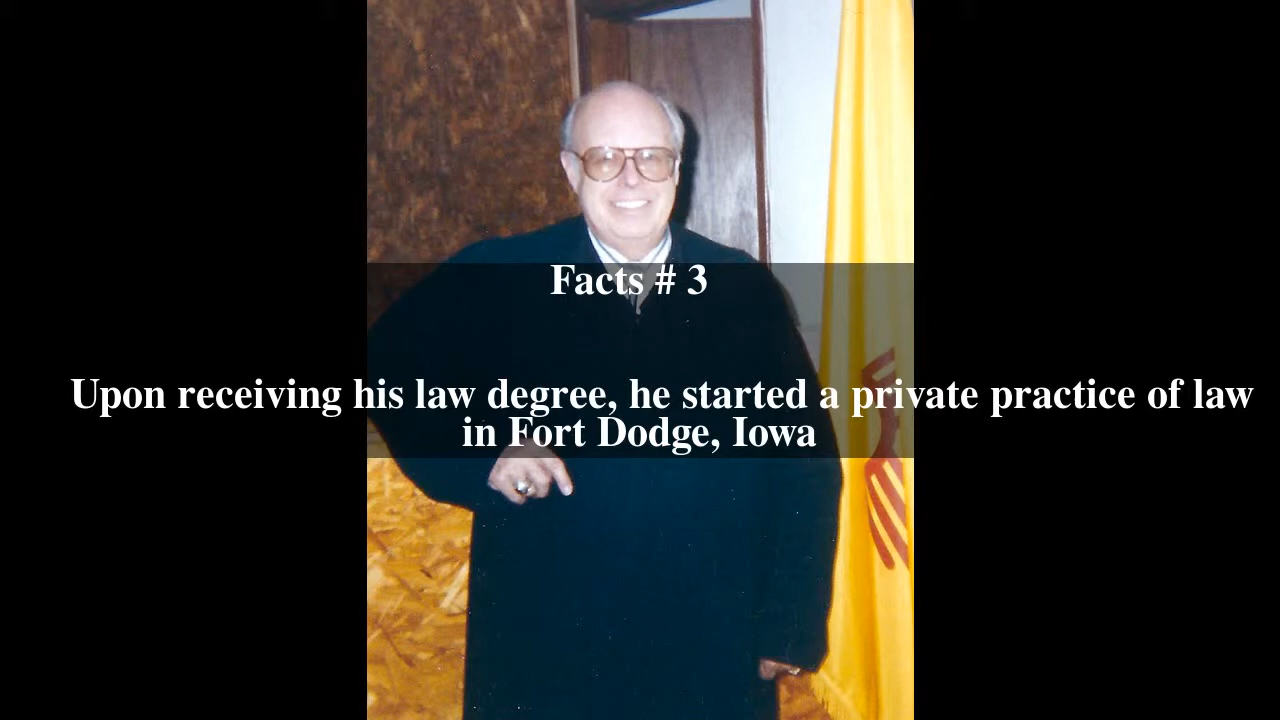 Facts # 3
Upon receiving his law degree, he started a private practice of law
in Fort Dodge, Iowa